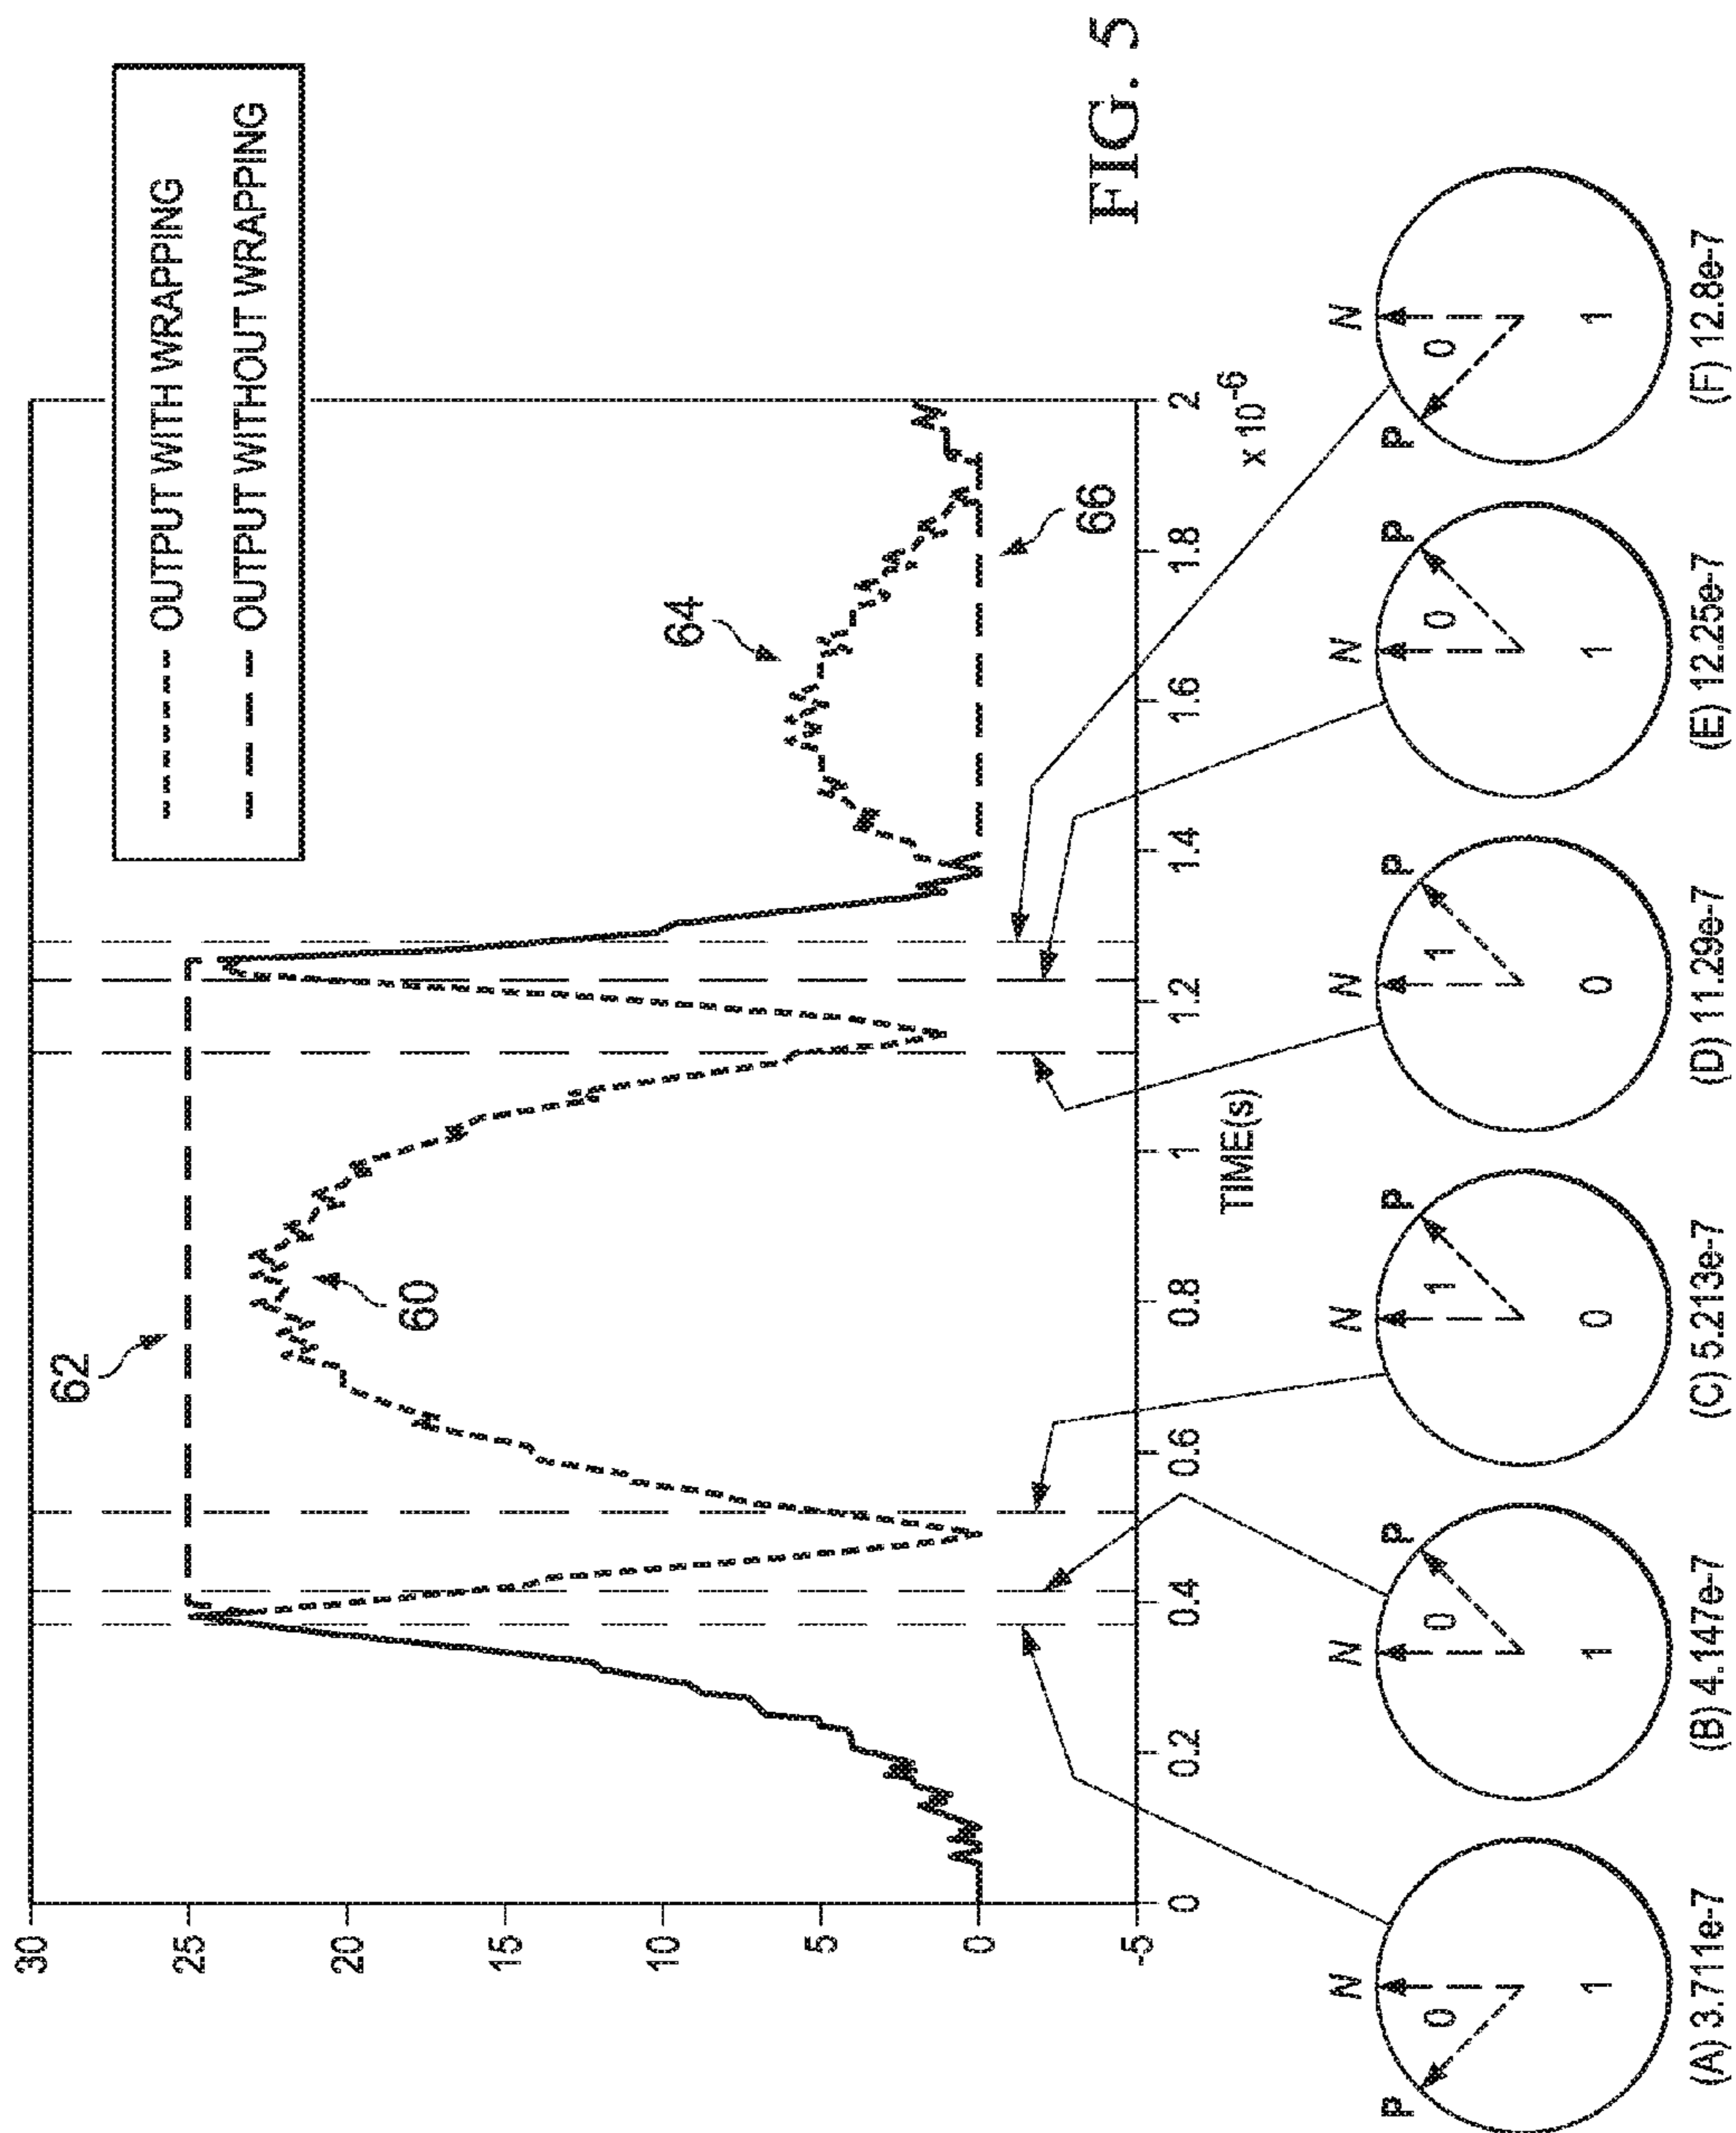 OUTPUT WITH WRAPPING
OUTPUT WITHOUT WRAPPING
30
25
20
15
10
5
0
-5
62
60
64
66
0
0.2
0.4
0.6
0.8
1
1.2
1.4
1.6
1.8
2
x 10-6
TIME(s)
P
N
0
1
(A) 3.711e-7
N
P
0
1
(B) 4.147e-7
N
P
1
0
(C) 5.213e-7
N
P
1
0
(D) 11.29e-7
N
P
0
1
(E) 12.25e-7
P
N
0
1
(F) 12.8e-7
FIG. 5